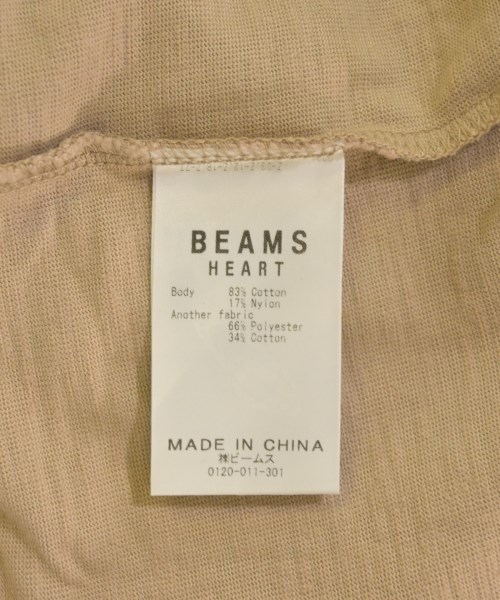 BEAMS
HEART
Body 83% Cotton
17% Nylon
Another fabric
66% Polyester
34% Cotton
MADE IN CHINA
㈱ビームス
0120-011-301